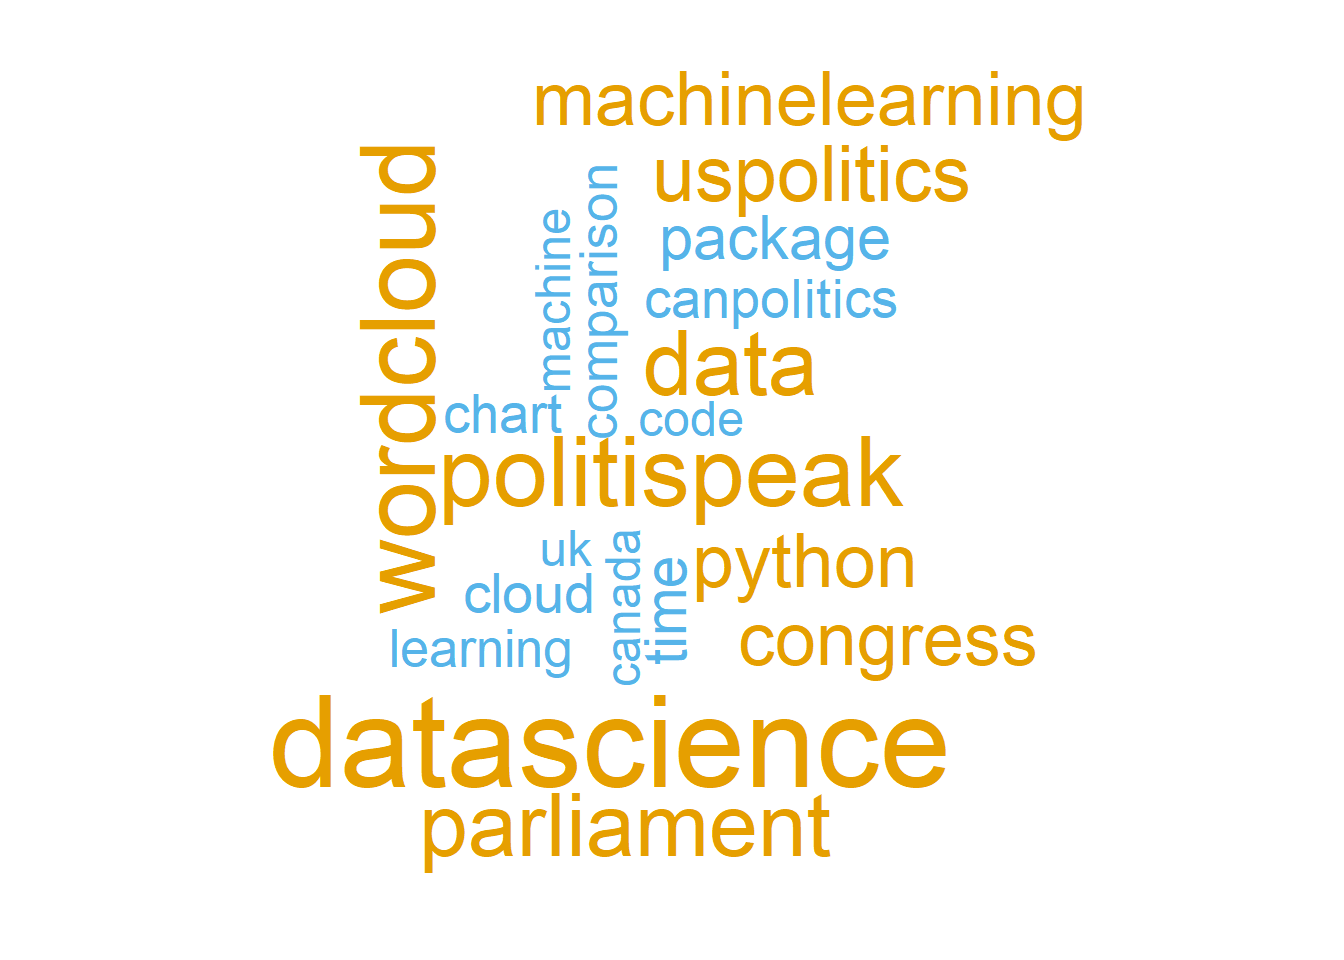 machinelearning
wordcloud
uspolitics
comparison
machine
package
canpolitics
data
chart
code
politispeak
uk
canada
time
python
cloud
learning
congress
datascience
parliament